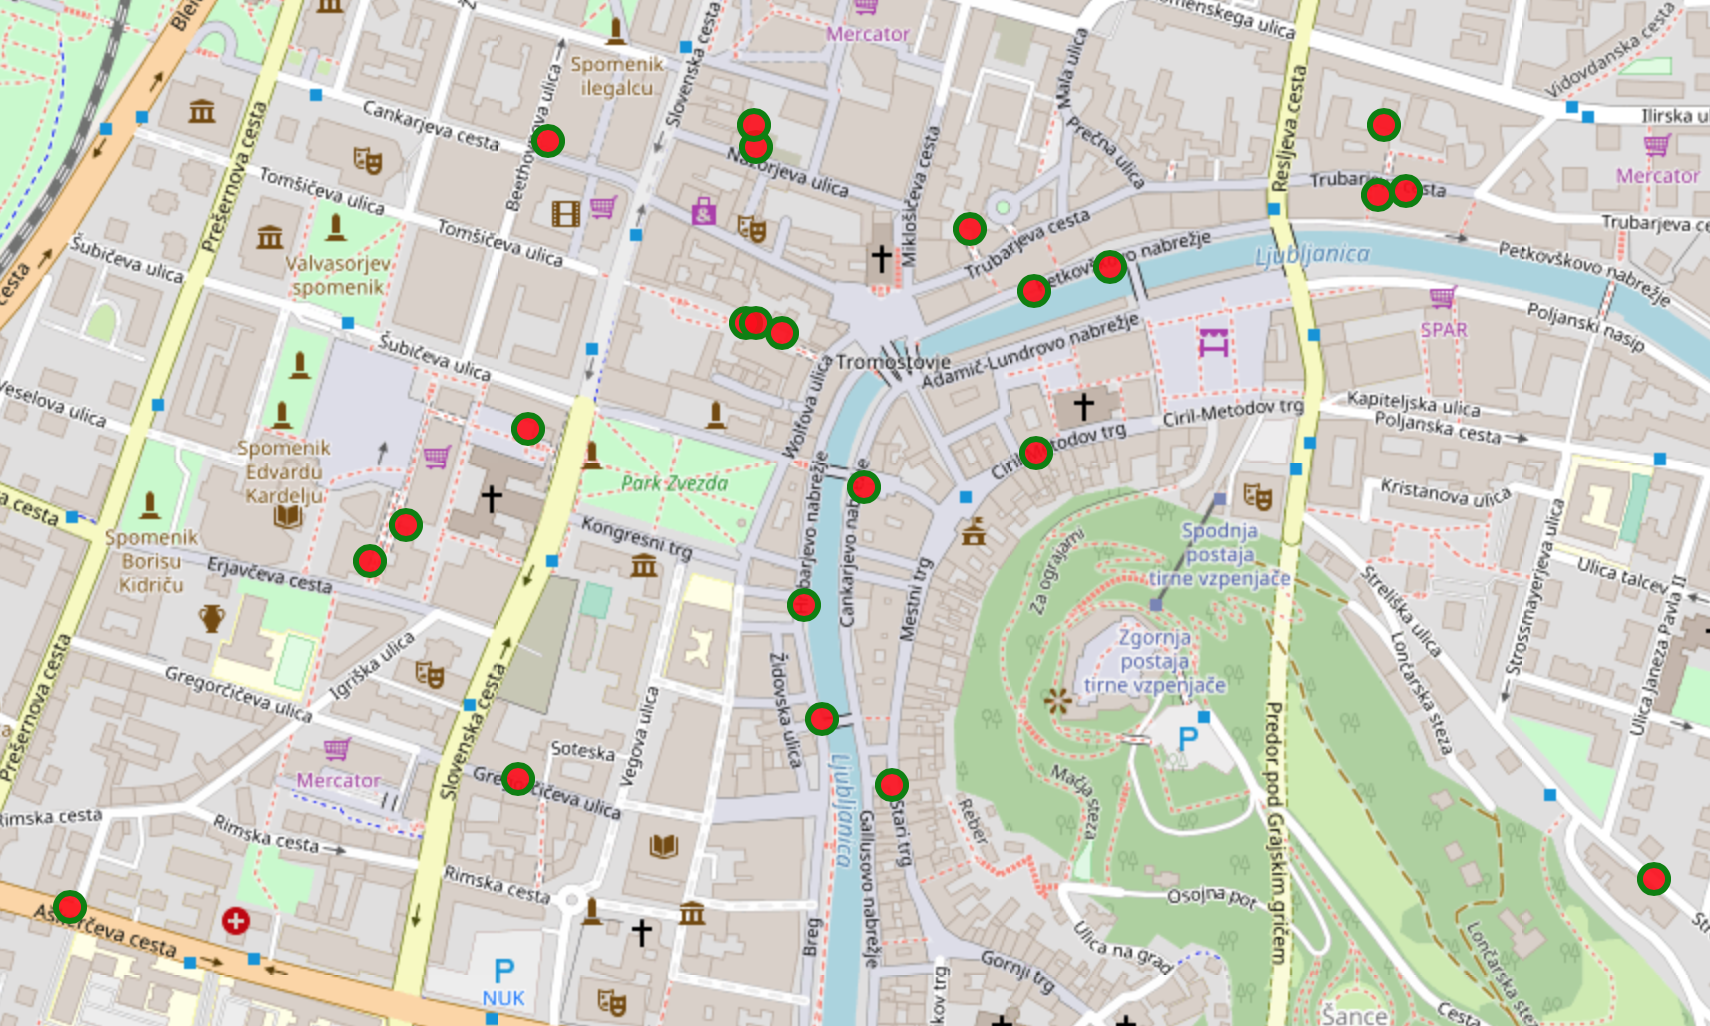 Mercator
Slovenska cesta
Spomenik
ilegalcu
Cankarjeva cesta
Beethovnova ulica
Prešernova cesta
Tomšičeva ulica
Tomšičeva ulica
Šubičeva ulica
Šubičeva ulica
Valvasorjev
spomenik
Nazorjeva ulica
Miklošičeva cesta
Mala ulica
Prečna ulica
Trubarjeva cesta
Resljeva cesta
Vidovdanska cesta
Ilirska
Mercator
Trubarjeva
Petkovškovo nabrežje
Ljubljanica
Petkovškovo nabrežje
Poljanski nasip
SPAR
Tromostovje
Adamič-Lundrovo nabrežje
Wolfova ulica
Kapiteljska ulica
Poljanska cesta
Ciril-Metodov trg
Park Zvezda
Kongresni trg
Spomenik
Edvardu
Kardelju
Spomenik
Borisu
Kidriču
Erjavčeva cesta
Cankarjevo
Mestni trg
Za ograjami
Spodnja
postaja
tirne vzpenjače
Zgornja
postaja
tirne vzpenjače
Kristanova ulica
Ulica talcev
Streliška ulica
Strossmayerjeva ulica
Ulica Janeza Pavla II
Lončarska steza
Prešernova cesta
Gregorčičeva ulica
Igriška ulica
Slovenska cesta
Mercator
Soteska
Vegova ulica
Židovska ulica
Ljubljanica
Gallusovo nabrežje
Stari trg
Reber
Mačja steza
P
Predor pod Grajskim gričem
Rimska cesta
Rimska cesta
Rimska cesta
Aškerčeva cesta
P
NUK
Breg
Gornji trg
Osojna pot
Ulica na grad
Lončarska
Cesta
Šance